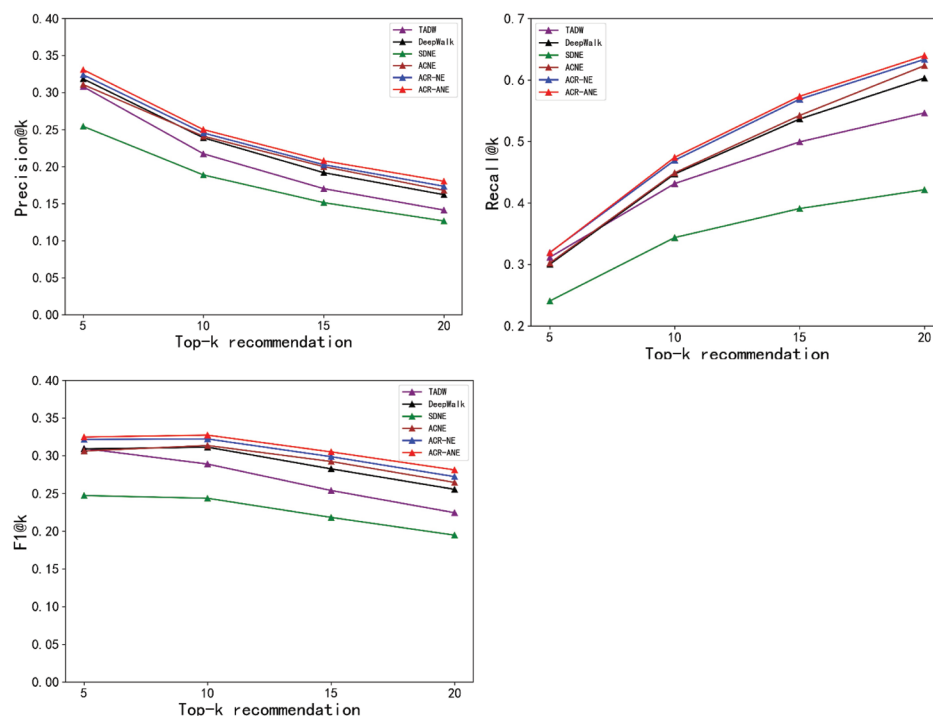 0.40
0.35
0.30
0.25
0.20
0.15
0.10
0.05
0.00
Precision@k
5 10 15 20
Top-k recommendation
TADW
DeepWalk
SDNE
ACNE
ACR-NE
ACR-ANE
0.7
0.6
0.5
0.4
0.3
0.2
Recall@k
5 10 15 20
Top-k recommendation
TADW
DeepWalk
SDNE
ACNE
ACR-NE
ACR-ANE
0.40
0.35
0.30
0.25
0.20
0.15
0.10
0.05
0.00
F1@k
5 10 15 20
Top-k recommendation
TADW
DeepWalk
SDNE
ACNE
ACR-NE
ACR-ANE